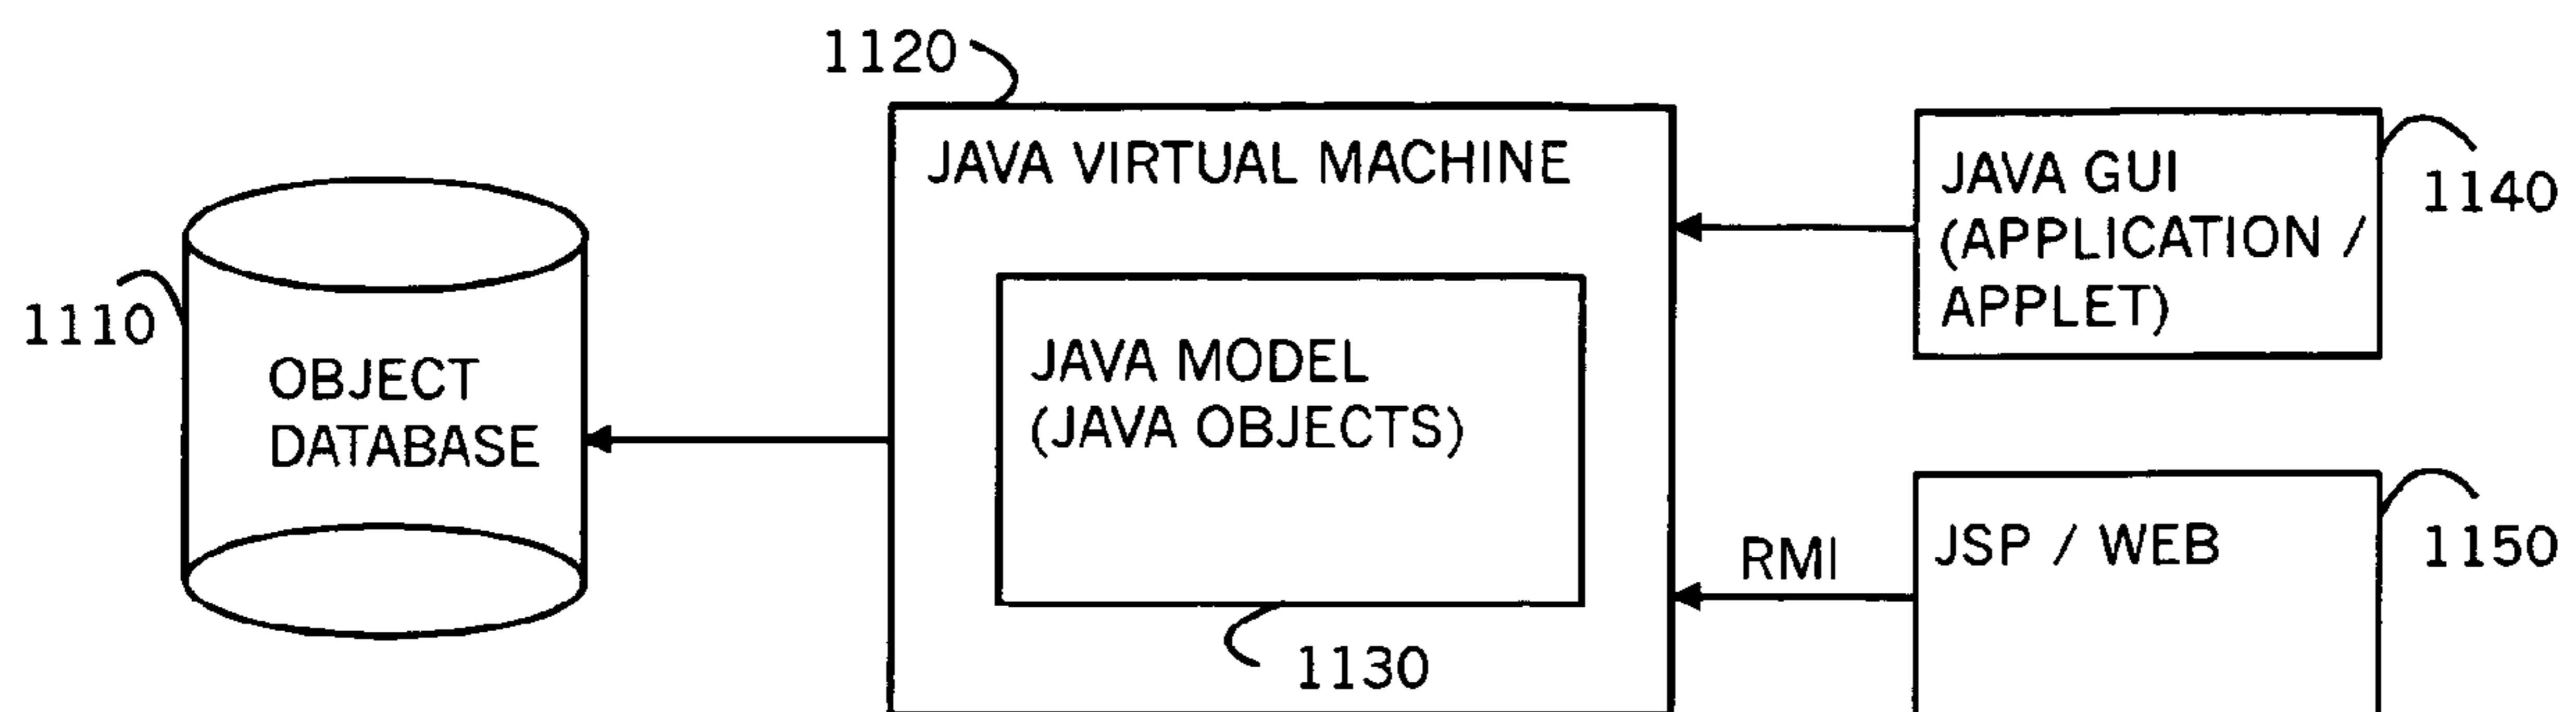 1120
JAVA VIRTUAL MACHINE
JAVA GUI
(APPLICATION /
APPLET)
1140
1110
OBJECT
DATABASE
JAVA MODEL
(JAVA OBJECTS)
RMI
JSP / WEB
1150
1130